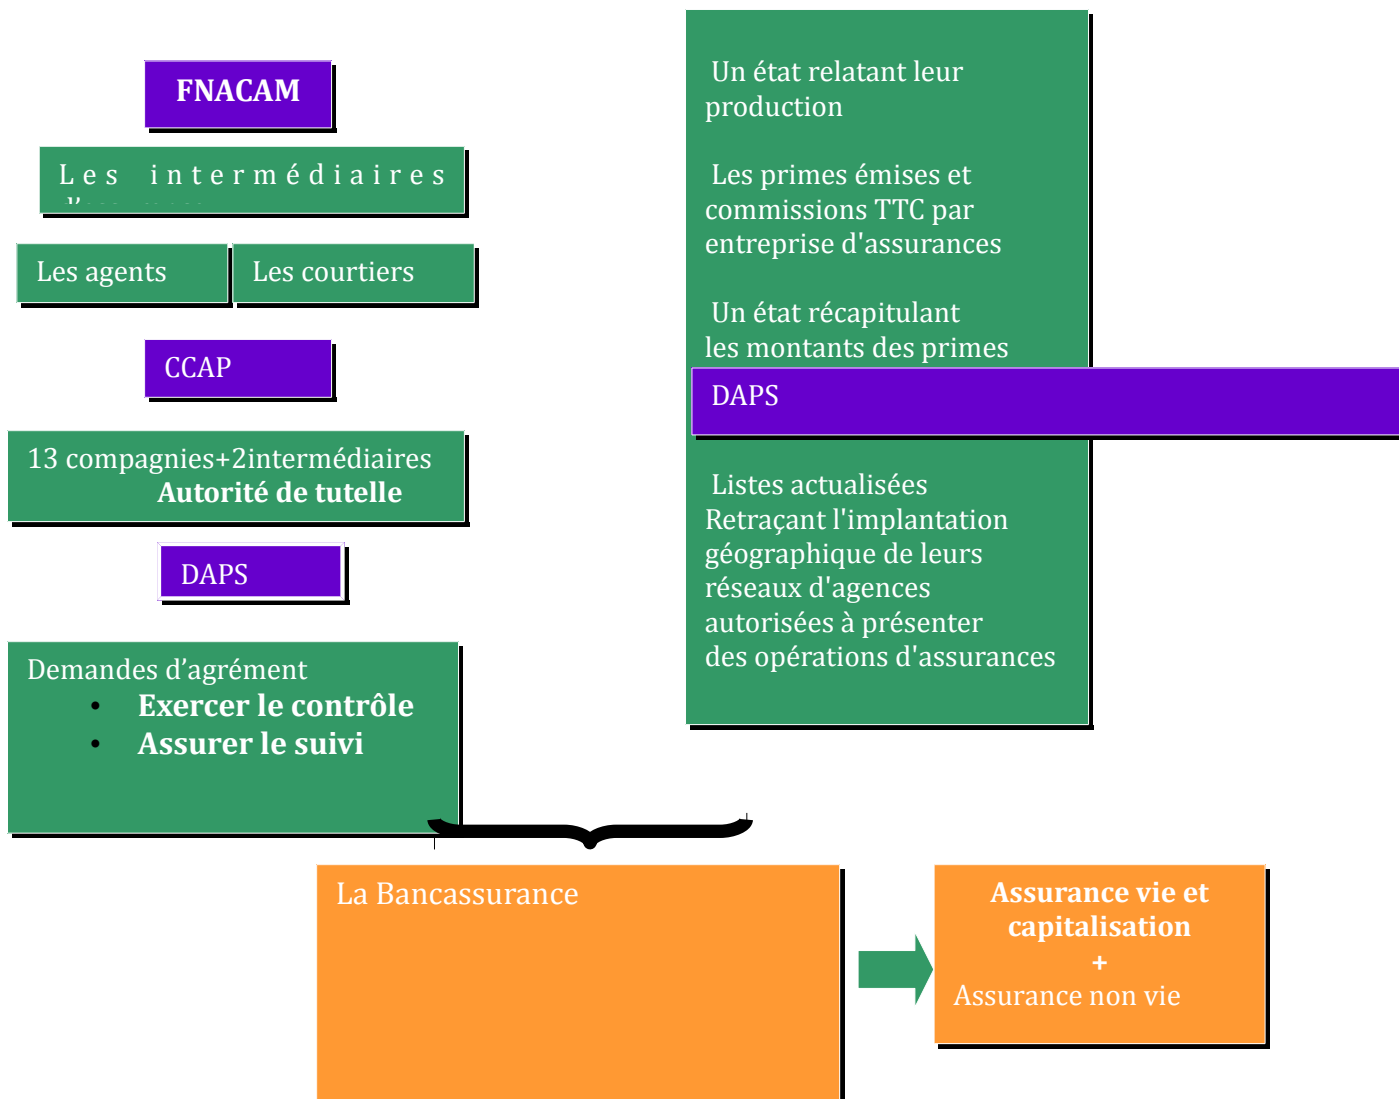 FNACAM
Les intermédiaires
Les agents
Les courtiers
CCAP
13 compagnies+2intermédiaires
Autorité de tutelle
DAPS
Demandes d’agrément
• Exercer le contrôle
• Assurer le suivi
Un état relatant leur
production
Les primes émises et
commissions TTC par
entreprise d'assurances
Un état récapitulant
les montants des primes
DAPS
Listes actualisées
Retraçant l'implantation
géographique de leurs
réseaux d'agences
autorisées à présenter
des opérations d'assurances
La Bancassurance
Assurance vie et
capitalisation
+
Assurance non vie